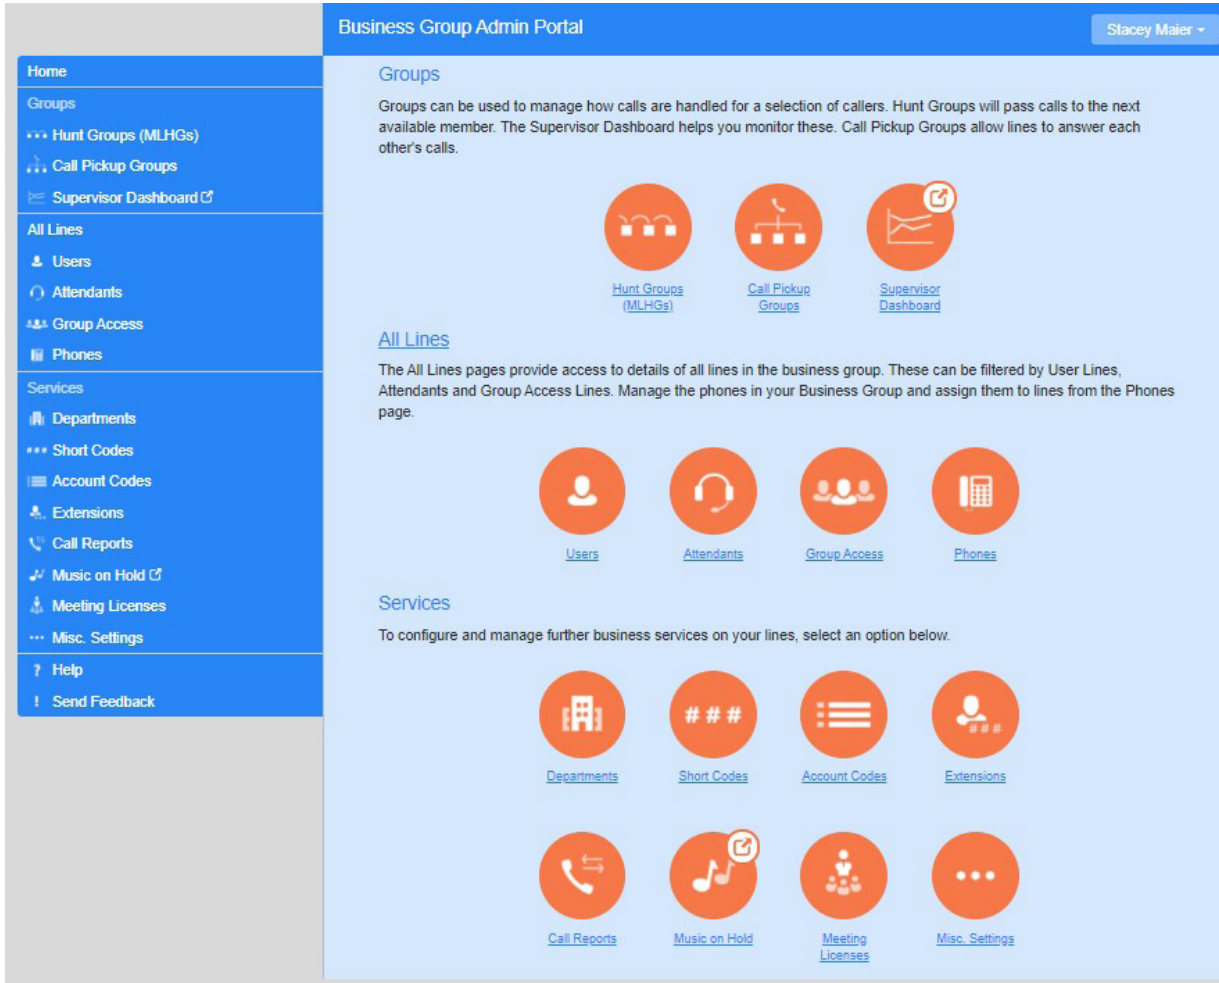 Business Group Admin Portal
Stacey Maier
Home
Groups
Hunt Groups (MLHGs)
Call Pickup Groups
Supervisor Dashboard
All Lines
Users
Attendants
Group Access
Phones
Services
Departments
### Short Codes
Account Codes
Extensions
Call Reports
Music on Hold
Meeting Licenses
Misc. Settings
? Help
! Send Feedback
Groups
Groups can be used to manage how calls are handled for a selection of callers. Hunt Groups will pass calls to the next
available member. The Supervisor Dashboard helps you monitor these. Call Pickup Groups allow lines to answer each
other's calls.
Hunt Groups
(MLHGs)
Call Pickup
Groups
Supervisor
Dashboard
All Lines
The All Lines pages provide access to details of all lines in the business group. These can be filtered by User Lines,
Attendants and Group Access Lines. Manage the phones in your Business Group and assign them to lines from the Phones
page.
Users
Attendants
Group Access
Phones
Services
To configure and manage further business services on your lines, select an option below.
###
###
Departments
Short Codes
Account Codes
Extensions
Call Reports
Music on Hold
Meeting
Licenses
Misc. Settings